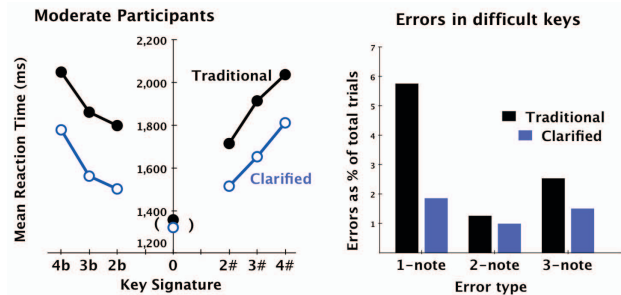 Moderate Participants
Mean Reaction Time (ms)
2,200
2,000
1,800
1,600
1,400
1,200
Traditional
Clarified
( )
4b 3b 2b 0 2# 3# 4#
Key Signature
Errors in difficult keys
Errors as % of total trials
7
6
5
4
3
2
1
Traditional
Clarified
1-note 2-note 3-note
Error type